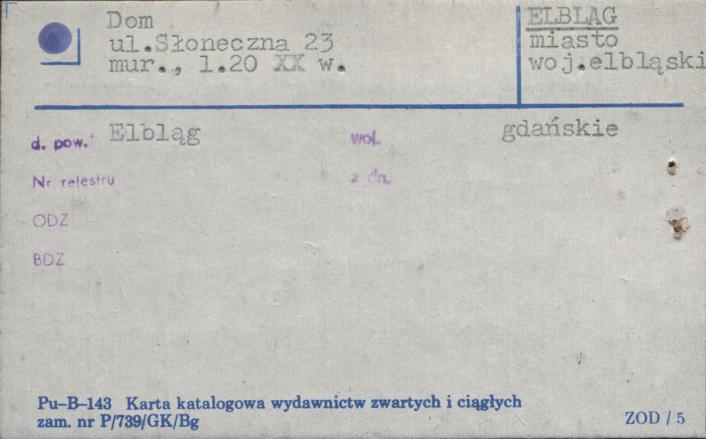 Dom
ul.Słoneczna 23
mur., l.20 XX w.
ELBLĄG
miasto
woj.elbląski
d. pow. Elbląg woj. gdańskie
Nr rejestru z dn.
ODZ
BDZ
Pu–B–143 Karta katalogowa wydawnictw zwartych i ciągłych
zam. nr P/739/GK/Bg
ZOD / 5